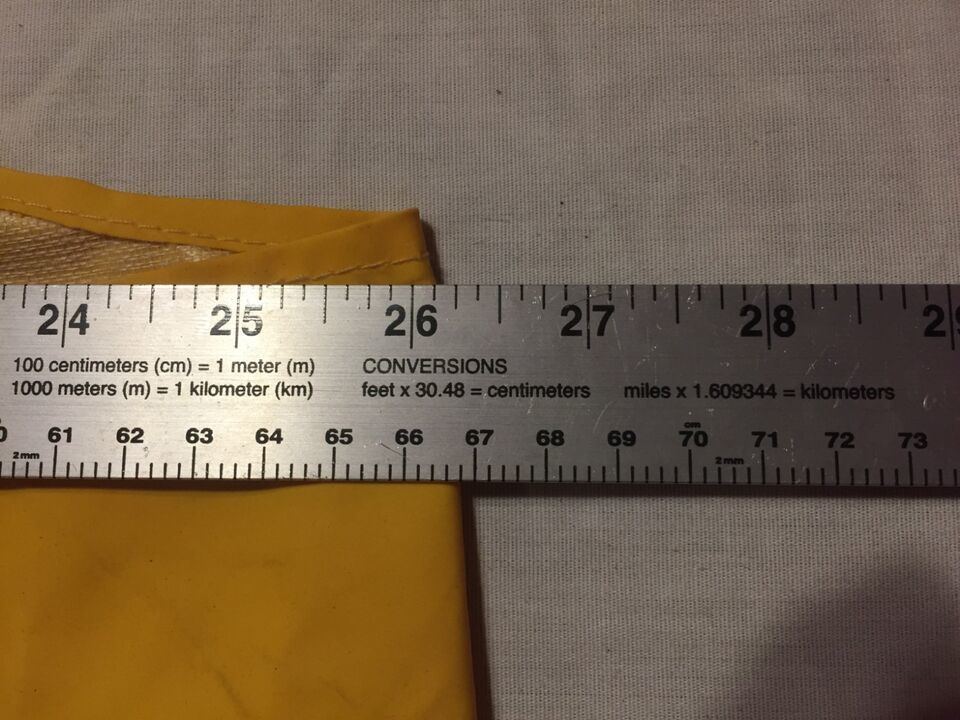 24 25 26 27 28 2
100 centimeters (cm) = 1 meter (m) CONVERSIONS
1000 meters (m) = 1 kilometer (km) feet x 30.48 = centimeters miles x 1.609344 = kilometers
cm
0 61 62 63 64 65 66 67 68 69 70 71 72 73
2mm 2mm